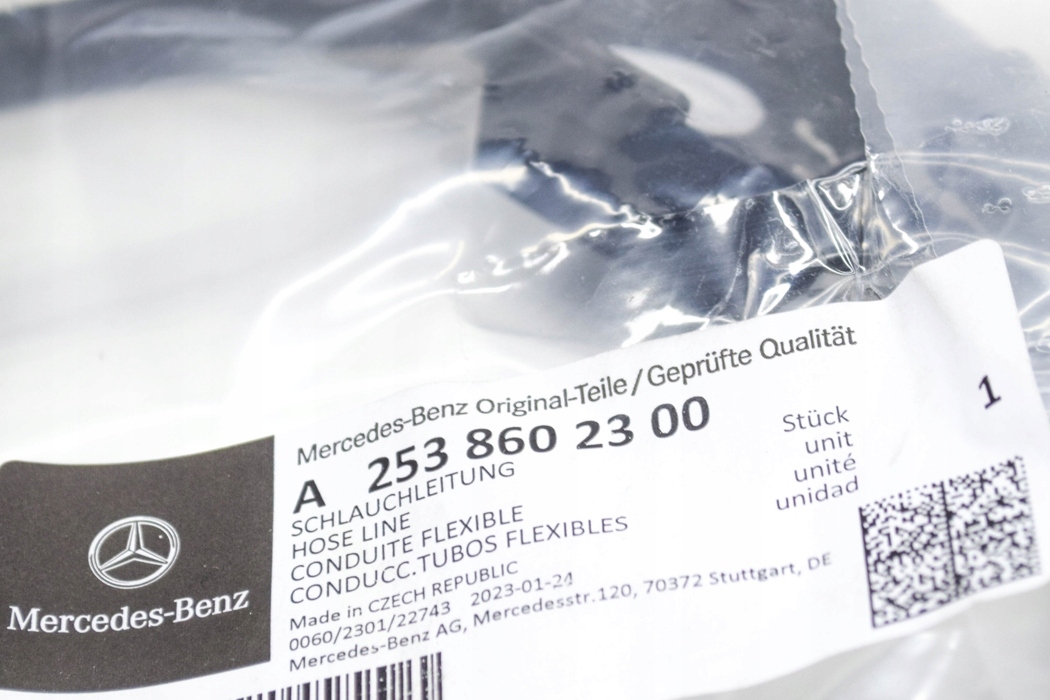 Mercedes-Benz Original-Teile / Geprüfte Qualität
A 253 860 23 00
SCHLAUCHLEITUNG
HOSE LINE
CONDUITE FLEXIBLE
CONDUCC.TUBOS FLEXIBLES
Made in CZECH REPUBLIC
0060/2301/22743 2023-01-24
Mercedes-Benz AG, Mercedesstr.120, 70372 Stuttgart, DE
1
Stück
unit
unité
unidad
Mercedes-Benz